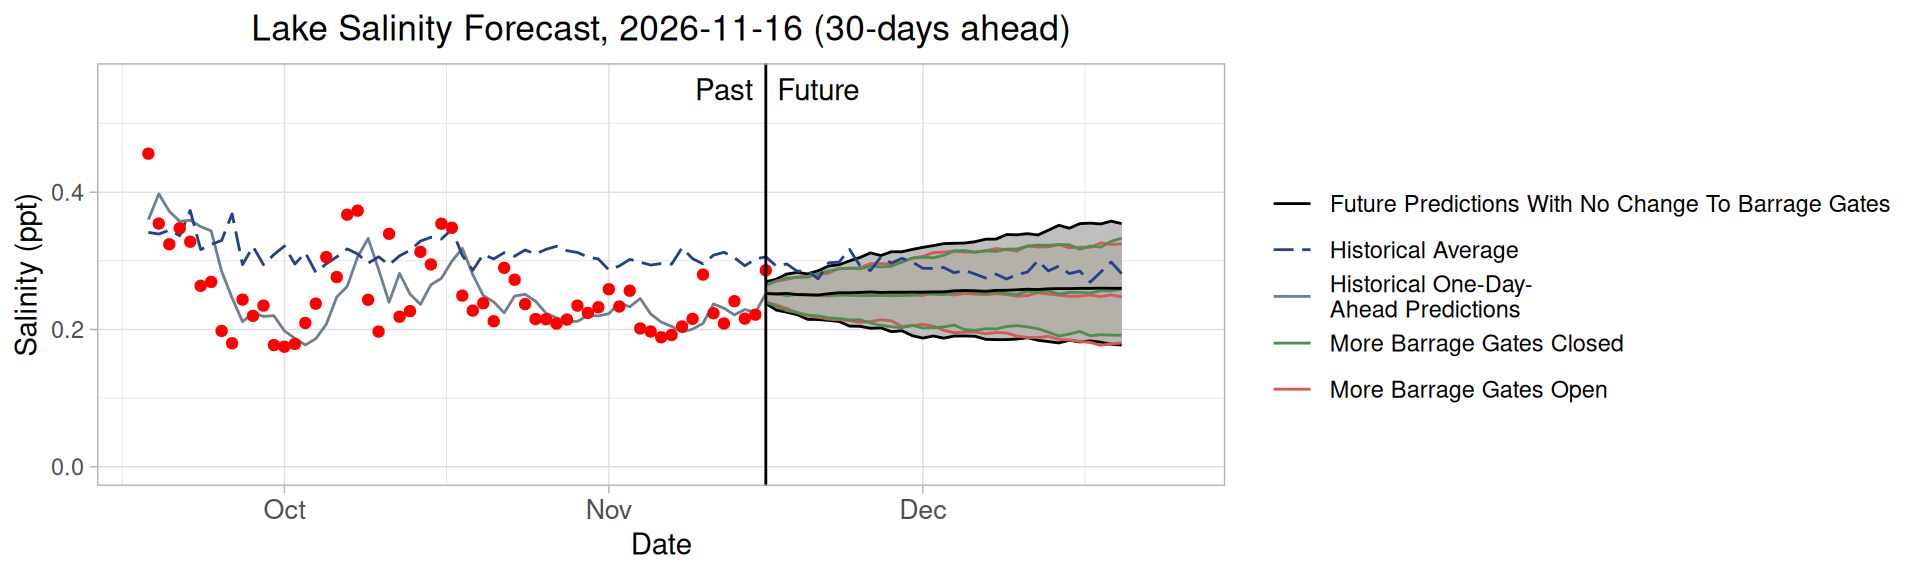 Lake Salinity Forecast, 2026-11-16 (30-days ahead)
Past
Future
Salinity (ppt)
0.4
0.2
0.0
Oct
Nov
Dec
Date
Future Predictions With No Change To Barrage Gates
Historical Average
Historical One-Day-
Ahead Predictions
More Barrage Gates Closed
More Barrage Gates Open